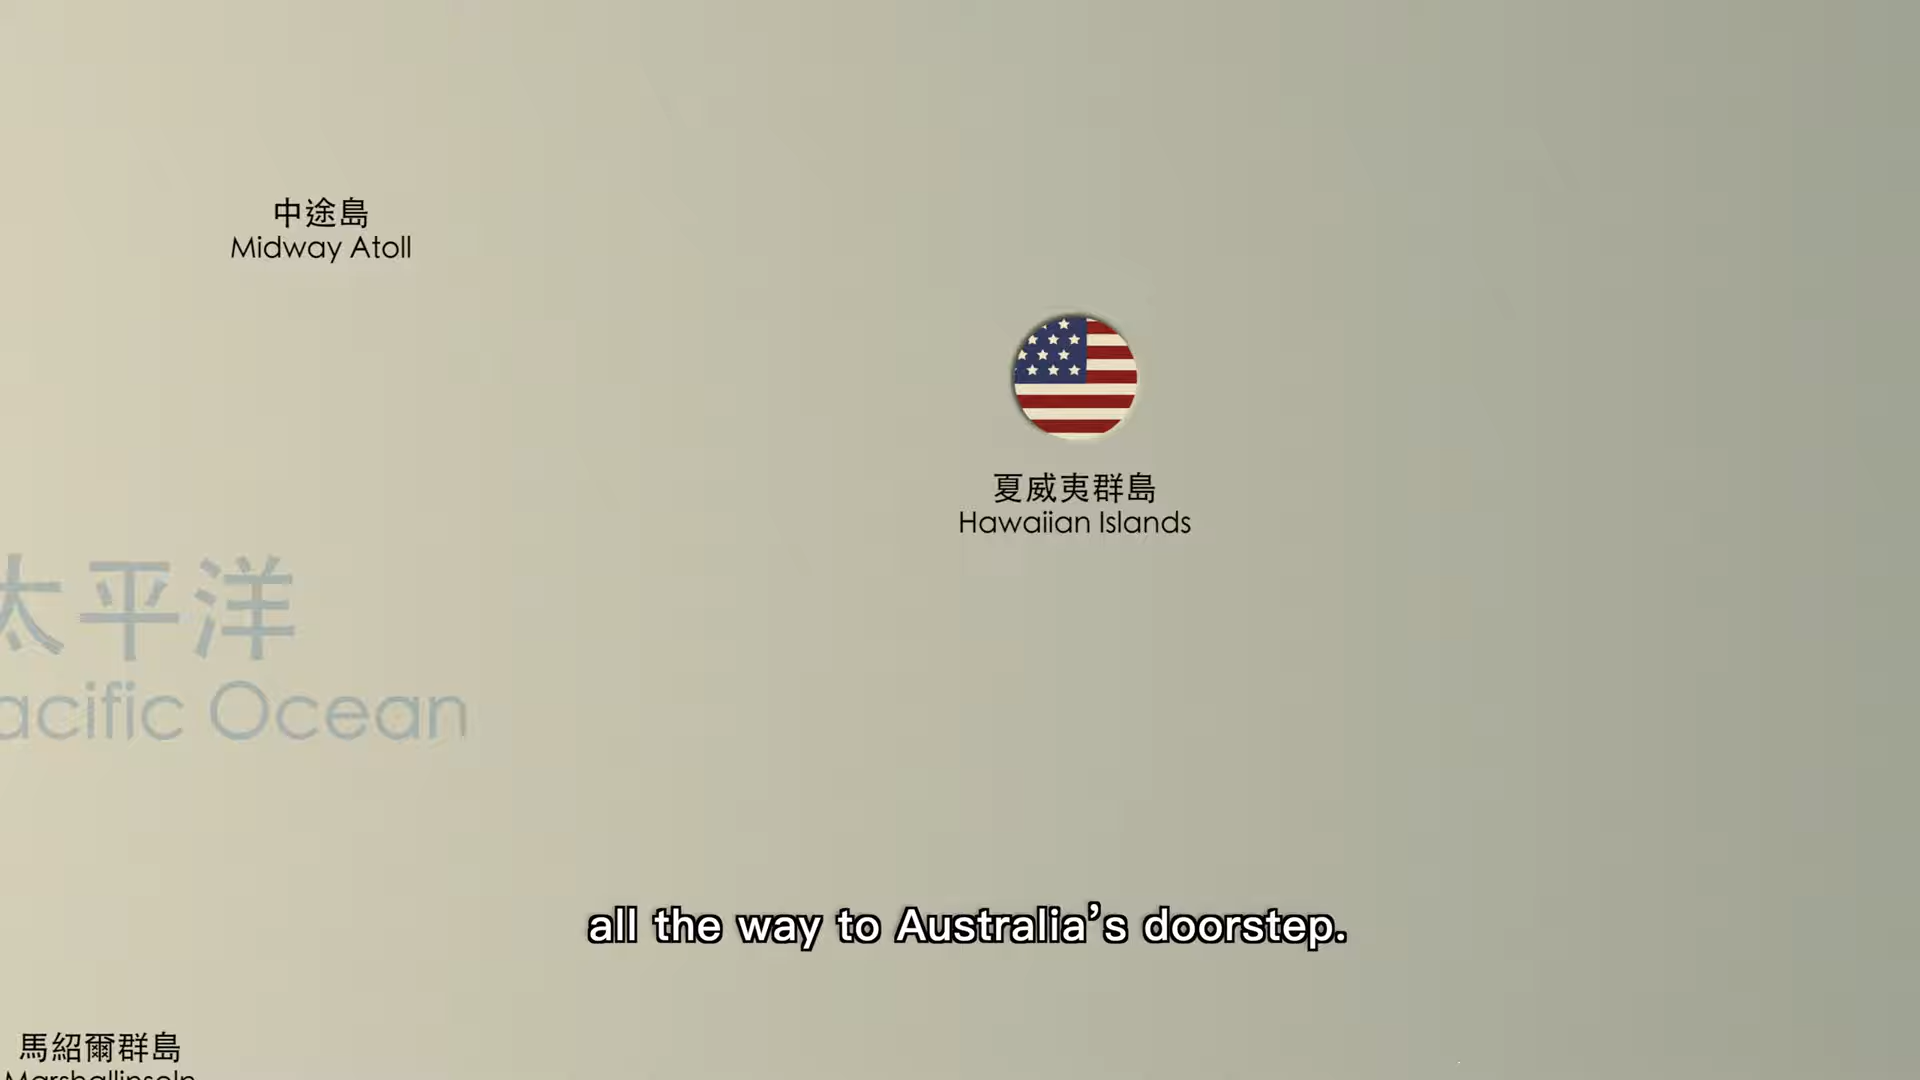 中途島
Midway Atoll
夏威夷群島
Hawaiian Islands
太平洋
acific Ocean
all the way to Australia’s doorstep.
馬紹爾群島
Marshallinseln